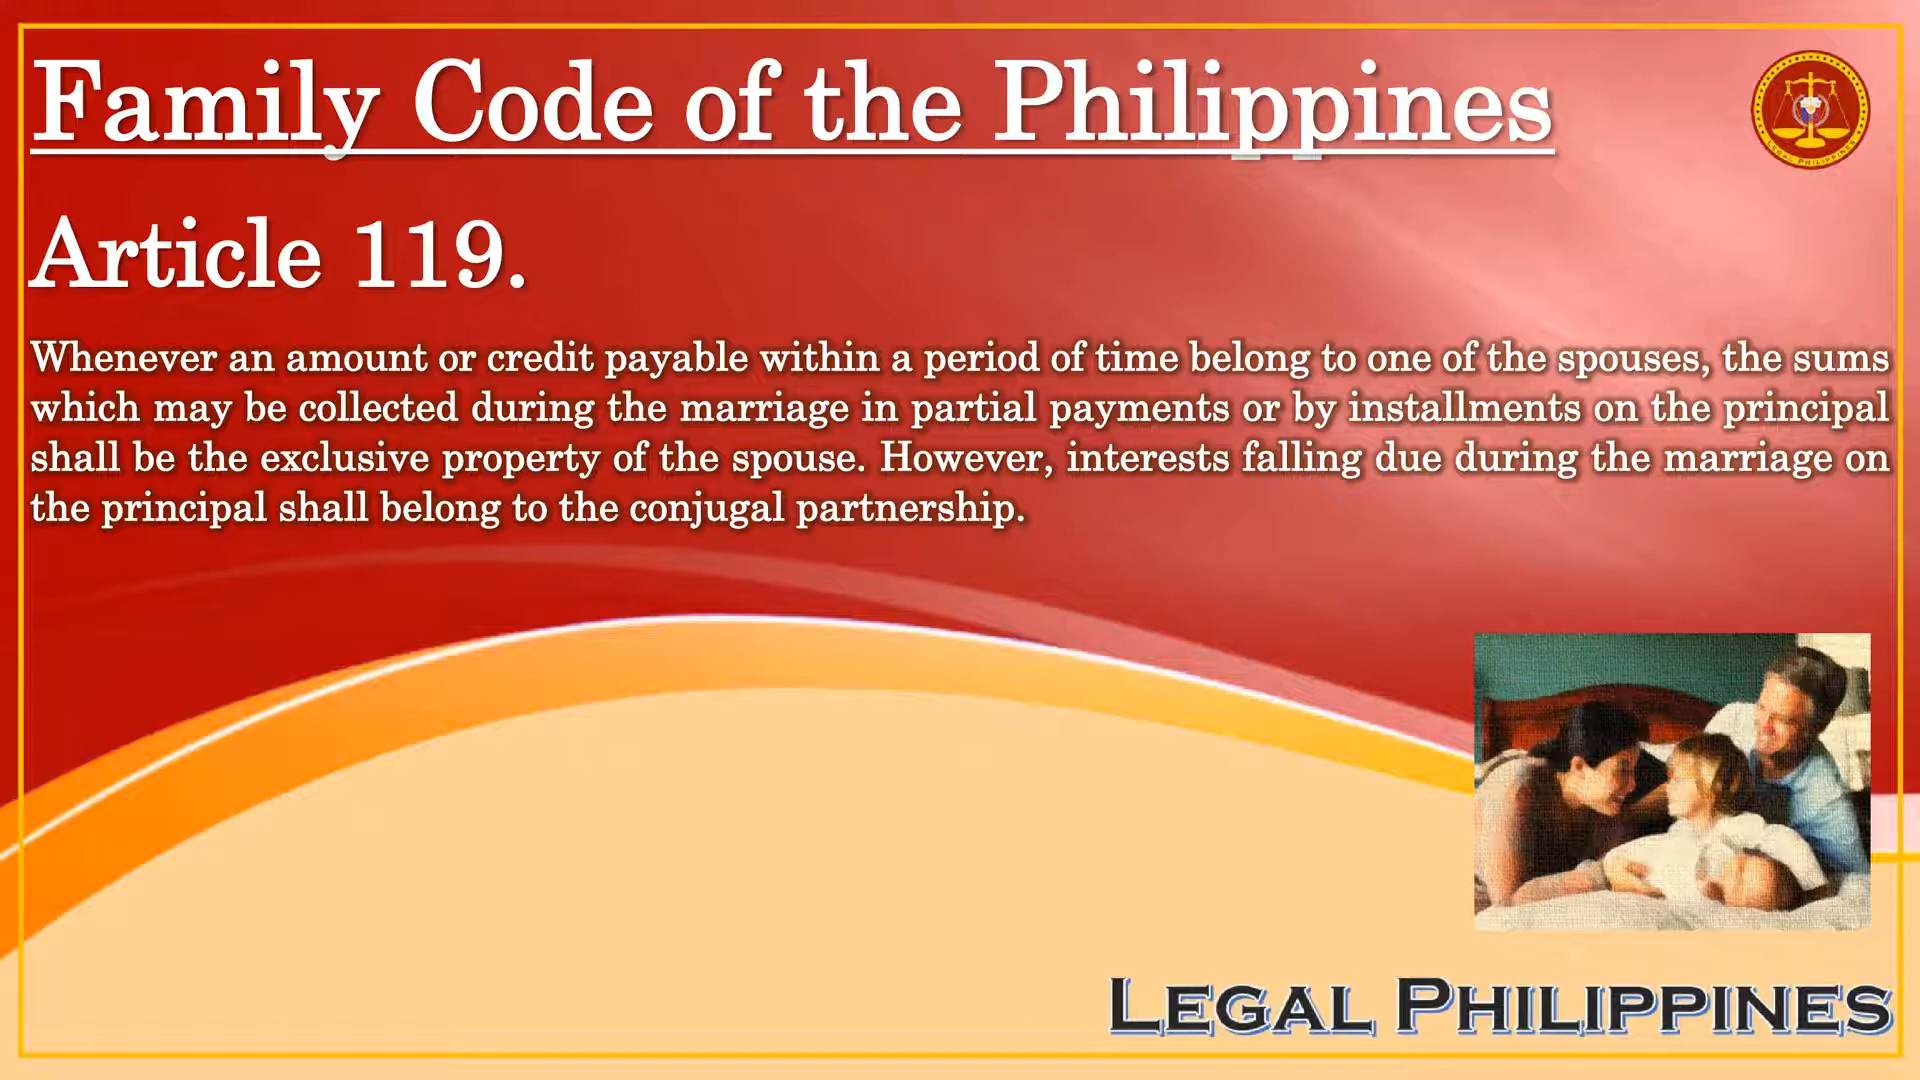 Family Code of the Philippines
LEGAL PHILIPPINES
Article 119.
Whenever an amount or credit payable within a period of time belong to one of the spouses, the sums
which may be collected during the marriage in partial payments or by installments on the principal
shall be the exclusive property of the spouse. However, interests falling due during the marriage on
the principal shall belong to the conjugal partnership.
LEGAL PHILIPPINES